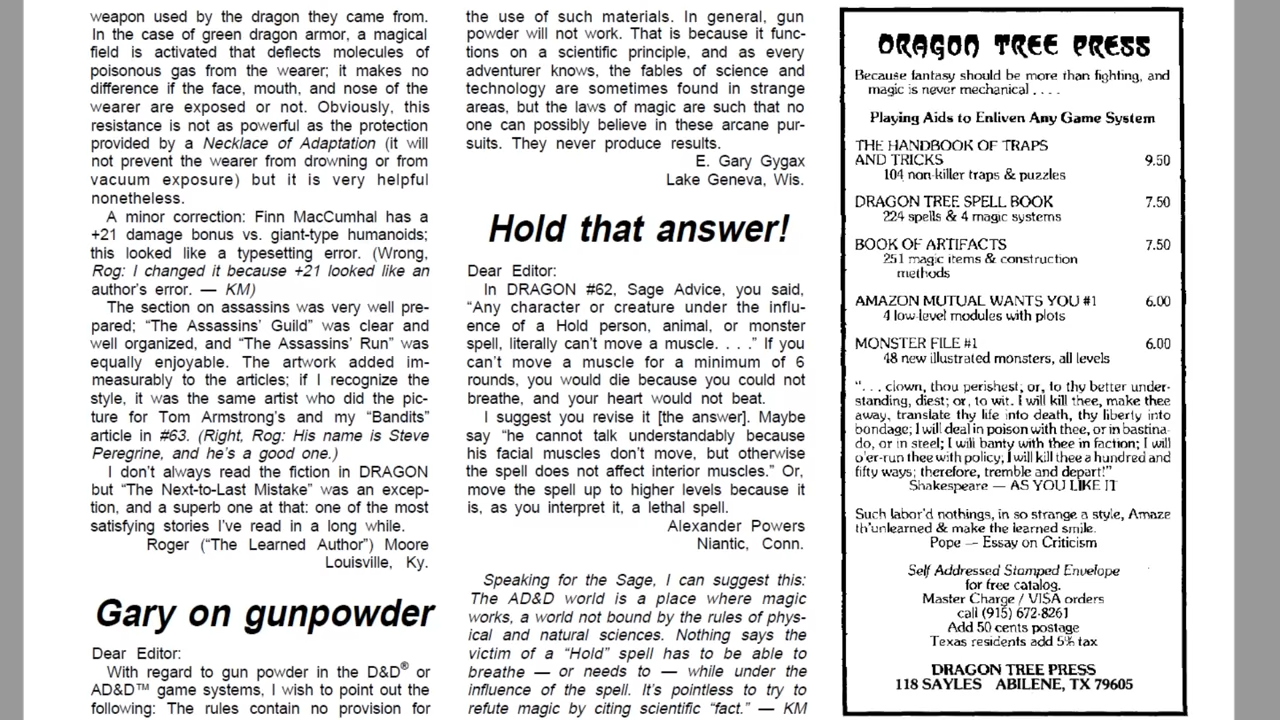 weapon used by the dragon they came from.
In the case of green dragon armor, a magical
field is activated that deflects molecules of
poisonous gas from the wearer; it makes no
difference if the face, mouth, and nose of the
wearer are exposed or not. Obviously, this
resistance is not as powerful as the protection
provided by a Necklace of Adaptation (it will
not prevent the wearer from drowning or from
vacuum exposure) but it is very helpful
nonetheless.
A minor correction: Finn MacCumhal has a
+21 damage bonus vs. giant-type humanoids;
this looked like a typesetting error. (Wrong,
Rog: I changed it because +21 looked like an
author's error. — KM)
The section on assassins was very well pre-
pared; “The Assassins’ Guild” was clear and
well organized, and “The Assassins’ Run” was
equally enjoyable. The artwork added im-
measurably to the articles; if I recognize the
style, it was the same artist who did the pic-
ture for Tom Armstrong’s and my “Bandits”
article in #63. (Right, Rog: His name is Steve
Peregrine, and he’s a good one.)
I don’t always read the fiction in DRAGON
but “The Next-to-Last Mistake” was an excep-
tion, and a superb one at that: one of the most
satisfying stories I’ve read in a long while.
Roger (“The Learned Author”) Moore
Louisville, Ky.
Gary on gunpowder
Dear Editor:
With regard to gun powder in the D&D® or
AD&D™ game systems, I wish to point out the
following: The rules contain no provision for
the use of such materials. In general, gun
powder will not work. That is because it func-
tions on a scientific principle, and as every
adventurer knows, the fables of science and
technology are sometimes found in strange
areas, but the laws of magic are such that no
one can possibly believe in these arcane pur-
suits. They never produce results.
E. Gary Gygax
Lake Geneva, Wis.
Hold that answer!
Dear Editor:
In DRAGON #62, Sage Advice, you said,
“Any character or creature under the influ-
ence of a Hold person, animal, or monster
spell, literally can’t move a muscle. . . .” If you
can’t move a muscle for a minimum of 6
rounds, you would die because you could not
breathe, and your heart would not beat.
I suggest you revise it [the answer]. Maybe
say “he cannot talk understandably because
his facial muscles don’t move, but otherwise
the spell does not affect interior muscles.” Or,
move the spell up to higher levels because it
is, as you interpret it, a lethal spell.
Alexander Powers
Niantic, Conn.
Speaking for the Sage, I can suggest this:
The AD&D world is a place where magic
works, a world not bound by the rules of phys-
ical and natural sciences. Nothing says the
victim of a “Hold” spell has to be able to
breathe — or needs to — while under the
influence of the spell. It’s pointless to try to
refute magic by citing scientific “fact.” — KM
DRAGON TREE PRESS
Because fantasy should be more than fighting, and
magic is never mechanical . . . .
Playing Aids to Enliven Any Game System
THE HANDBOOK OF TRAPS
AND TRICKS 9.50
104 non-killer traps & puzzles
DRAGON TREE SPELL BOOK 7.50
224 spells & 4 magic systems
BOOK OF ARTIFACTS 7.50
251 magic items & construction
methods
AMAZON MUTUAL WANTS YOU #1 6.00
4 low-level modules with plots
MONSTER FILE #1 6.00
48 new illustrated monsters, all levels
“. . . clown, thou perishest; or, to thy better under-
standing, diest; or, to wit. I will kill thee, make thee
away, translate thy life into death, thy liberty into
bondage; I will deal in poison with thee, or in bastina-
do, or in steel; I will banty with thee in faction; I will
o'er-run thee with policy; I will kill thee a hundred and
fifty ways; therefore, tremble and depart!”
Shakespeare — AS YOU LIKE IT
Such labor'd nothings, in so strange a style, Amaze
th'unlearned & make the learned smile.
Pope — Essay on Criticism
Self Addressed Stamped Envelope
for free catalog.
Master Charge / VISA orders
call (915) 672-8261
Add 50 cents postage
Texas residents add 5% tax
DRAGON TREE PRESS
118 SAYLES ABILENE, TX 79605